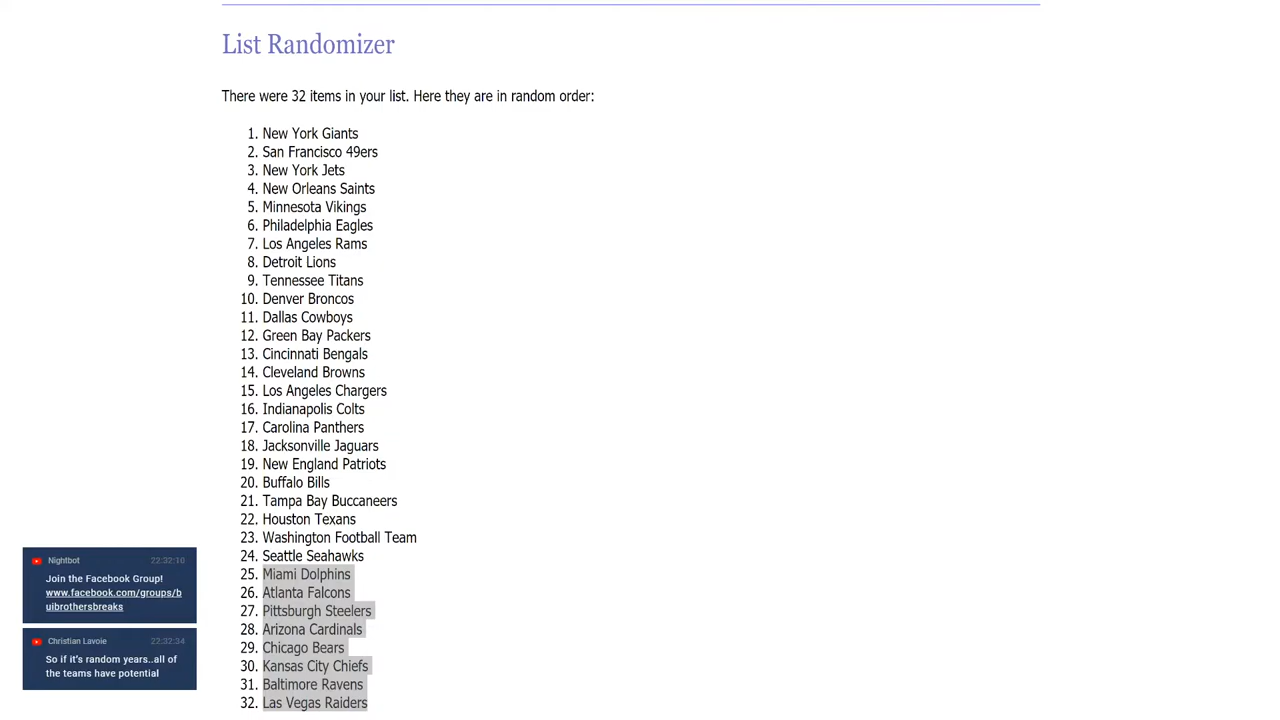 List Randomizer
There were 32 items in your list. Here they are in random order:
1. New York Giants
2. San Francisco 49ers
3. New York Jets
4. New Orleans Saints
5. Minnesota Vikings
6. Philadelphia Eagles
7. Los Angeles Rams
8. Detroit Lions
9. Tennessee Titans
10. Denver Broncos
11. Dallas Cowboys
12. Green Bay Packers
13. Cincinnati Bengals
14. Cleveland Browns
15. Los Angeles Chargers
16. Indianapolis Colts
17. Carolina Panthers
18. Jacksonville Jaguars
19. New England Patriots
20. Buffalo Bills
21. Tampa Bay Buccaneers
22. Houston Texans
23. Washington Football Team
24. Seattle Seahawks
25. Miami Dolphins
26. Atlanta Falcons
27. Pittsburgh Steelers
28. Arizona Cardinals
29. Chicago Bears
30. Kansas City Chiefs
31. Baltimore Ravens
32. Las Vegas Raiders
Nightbot 22:32:10
Join the Facebook Group!
www.facebook.com/groups/b
uibrothersbreaks
Christian Lavoie 22:32:34
So if it's random years..all of
the teams have potential